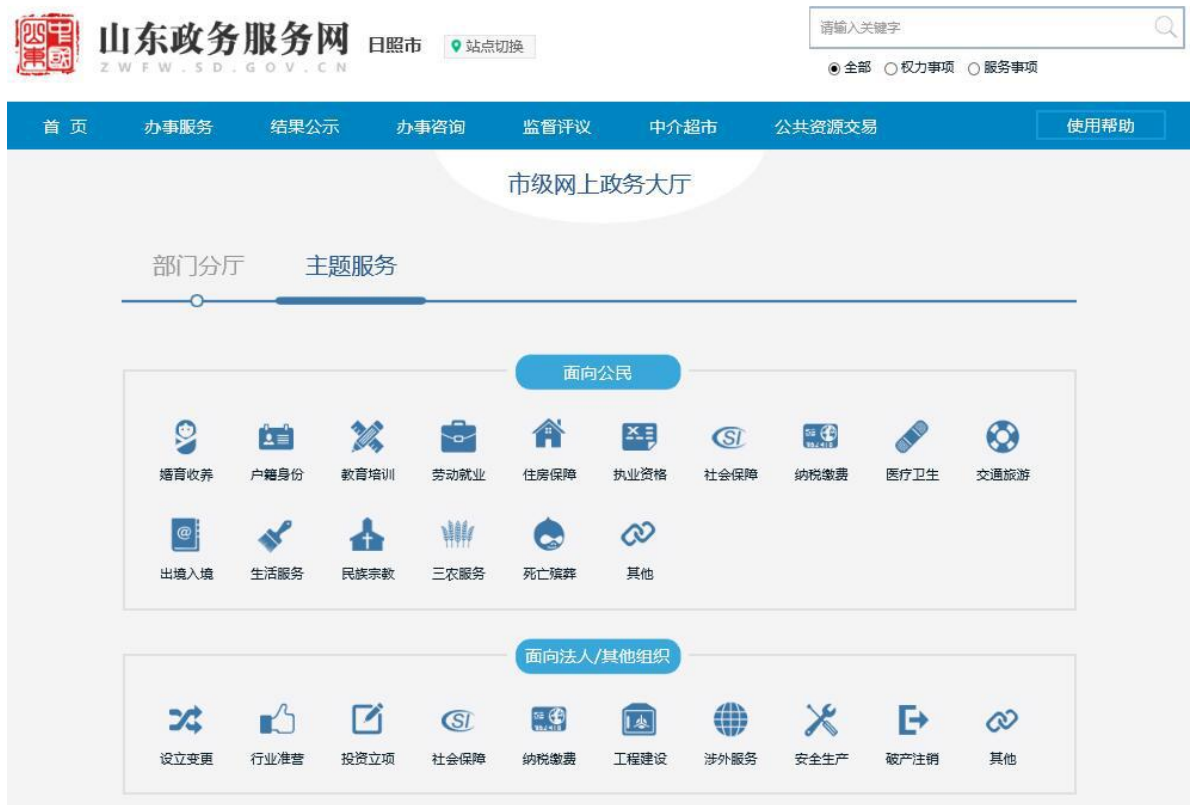 山东政务服务网 日照市 站点切换
ZWFW.SD.GOV.CN
请输入关键字
全部 权力事项 服务事项
首 页 办事服务 结果公示 办事咨询 监督评议 中介超市 公共资源交易 使用帮助
市级网上政务大厅
部门分厅 主题服务
面向公民
婚育收养 户籍身份 教育培训 劳动就业 住房保障 执业资格 社会保障 纳税缴费 医疗卫生 交通旅游
出境入境 生活服务 民族宗教 三农服务 死亡殡葬 其他
面向法人/其他组织
设立变更 行业准营 投资立项 社会保障 纳税缴费 工程建设 涉外服务 安全生产 破产注销 其他